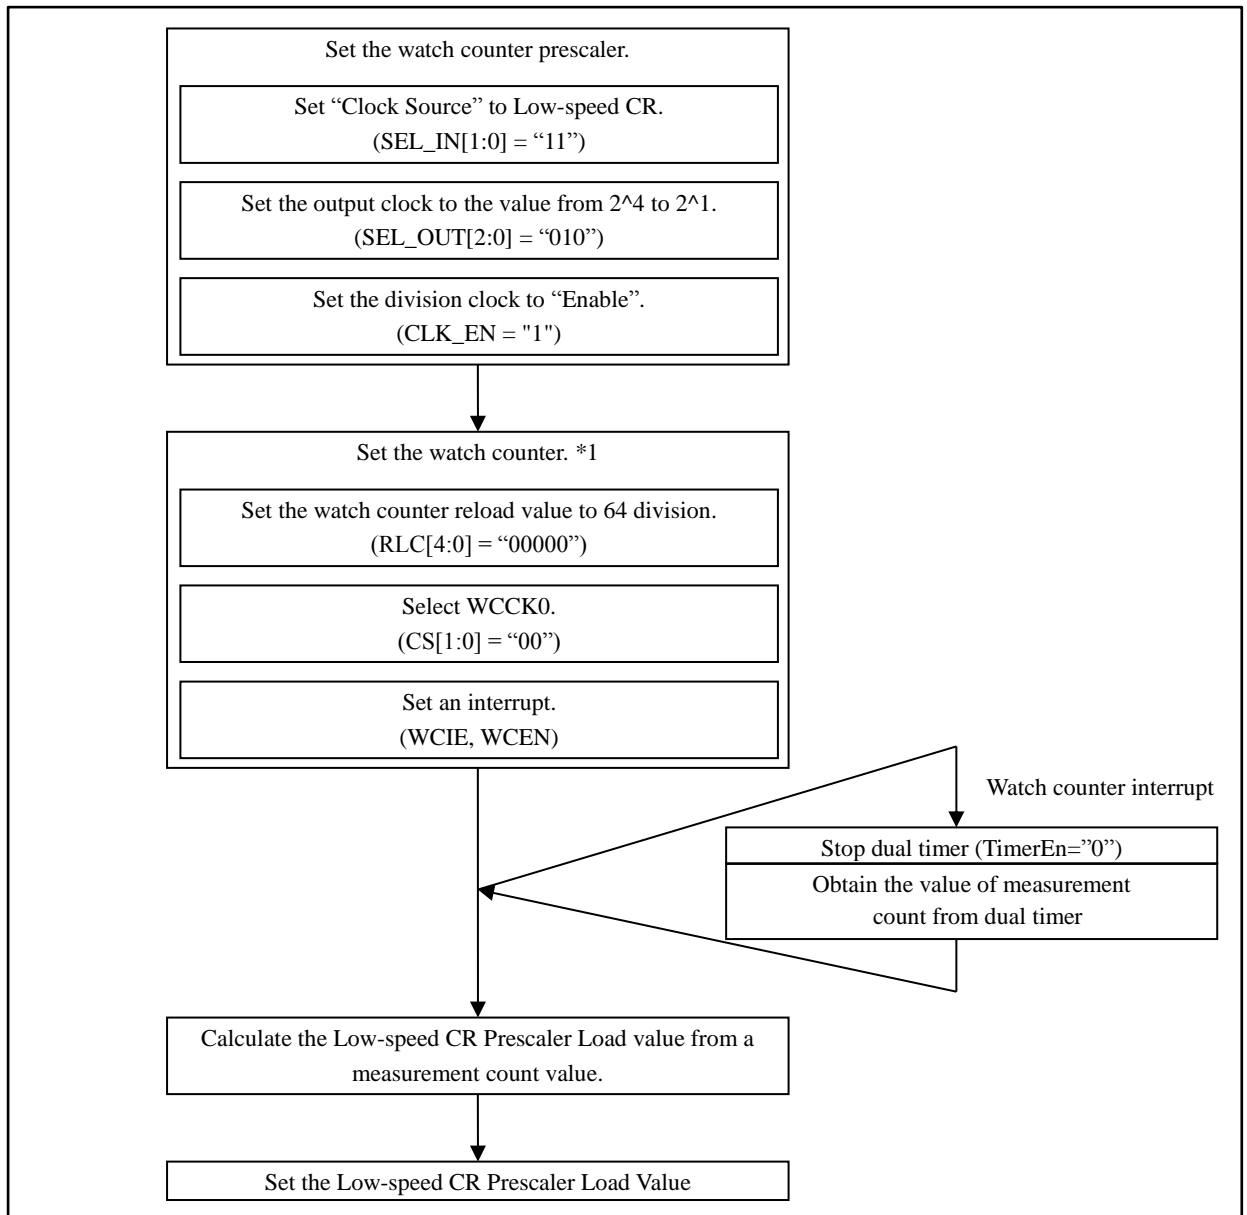 Set the watch counter prescaler.
Set “Clock Source” to Low-speed CR.
(SEL_IN[1:0] = “11”)
Set the output clock to the value from 2^4 to 2^1.
(SEL_OUT[2:0] = “010”)
Set the division clock to “Enable”.
(CLK_EN = "1")
Set the watch counter. *1
Set the watch counter reload value to 64 division.
(RLC[4:0] = “00000”)
Select WCCK0.
(CS[1:0] = “00”)
Set an interrupt.
(WCIE, WCEN)
Watch counter interrupt
Stop dual timer (TimerEn=”0”)
Obtain the value of measurement
count from dual timer
Calculate the Low-speed CR Prescaler Load value from a
measurement count value.
Set the Low-speed CR Prescaler Load Value